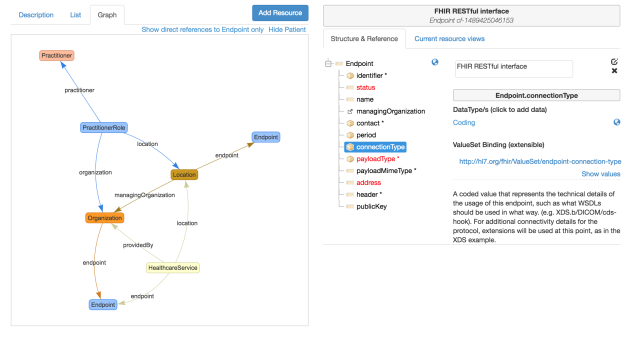 Description
List
Graph
Add Resource
Show direct references to Endpoint only Hide Patient
Practitioner
practitioner
PractitionerRole
location
Endpoint
endpoint
organization
Location
managingOrganization
Organization
location
providedBy
endpoint
HealthcareService
endpoint
Endpoint
FHIR RESTful interface
Endpoint cf-1489425046153
Structure & Reference
Current resource views
Endpoint
identifier *
status
name
managingOrganization
contact *
period
connectionType
payloadType *
payloadMimeType *
address
header *
publicKey
FHIR RESTful interface
Endpoint.connectionType
DataType/s (click to add data)
Coding
ValueSet Binding (extensible)
http://hl7.org/fhir/ValueSet/endpoint-connection-type
Show values
A coded value that represents the technical details of
the usage of this endpoint, such as what WSDLs
should be used in what way. (e.g. XDS.b/DICOM/cds-
hook). For additional connectivity details for the
protocol, extensions will be used at this point, as in the
XDS example.